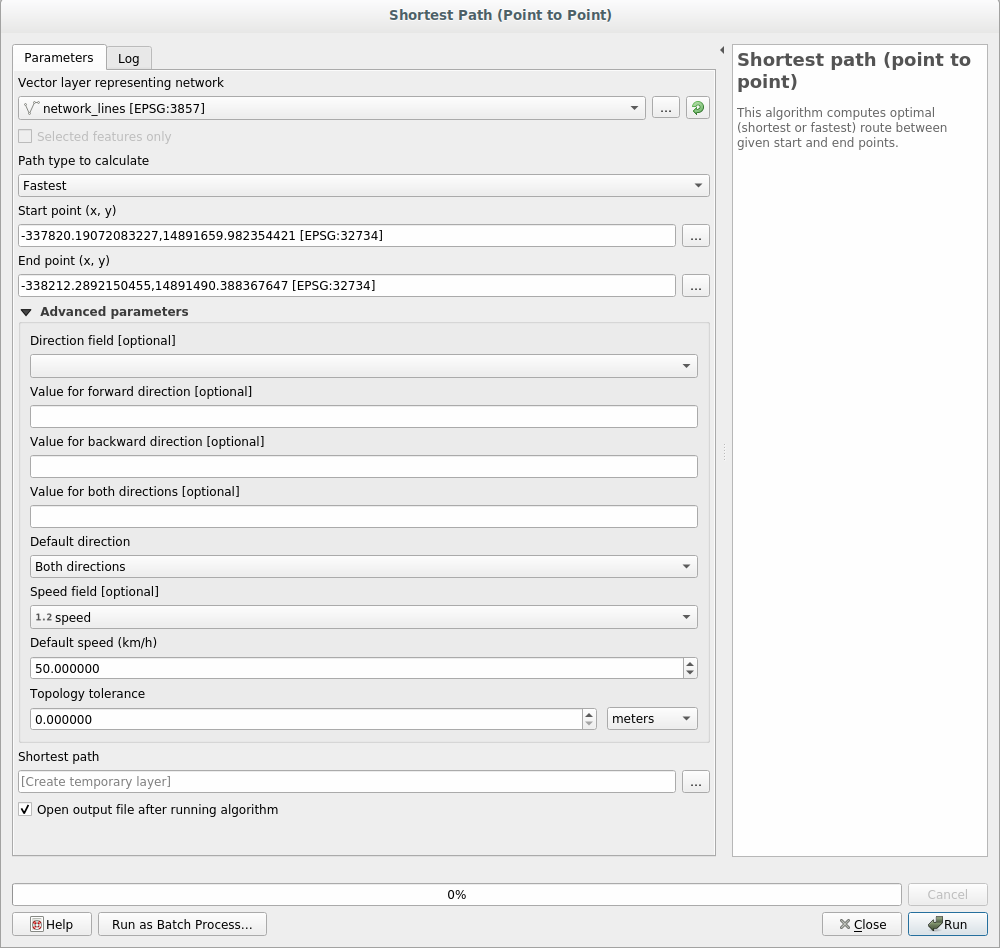 Shortest Path (Point to Point)
Parameters
Log
Vector layer representing network
network_lines [EPSG:3857]
...
Selected features only
Path type to calculate
Fastest
Start point (x, y)
-337820.19072083227,14891659.982354421 [EPSG:32734]
...
End point (x, y)
-338212.2892150455,14891490.388367647 [EPSG:32734]
...
Advanced parameters
Direction field [optional]
Value for forward direction [optional]
Value for backward direction [optional]
Value for both directions [optional]
Default direction
Both directions
Speed field [optional]
1.2 speed
Default speed (km/h)
50.000000
Topology tolerance
0.000000
meters
Shortest path
[Create temporary layer]
...
Open output file after running algorithm
Shortest path (point to
point)
This algorithm computes optimal
(shortest or fastest) route between
given start and end points.
0%
Cancel
Help
Run as Batch Process...
Close
Run